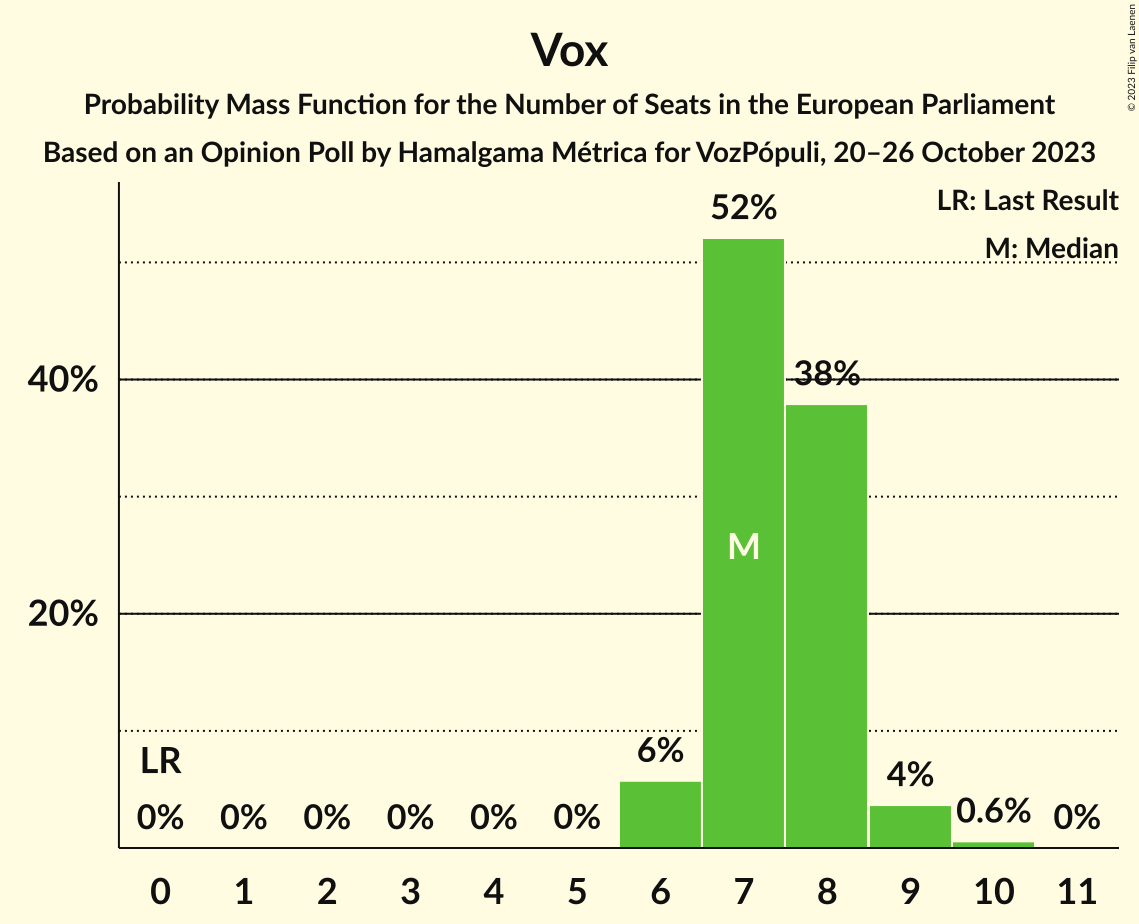 Vox
Probability Mass Function for the Number of Seats in the European Parliament
Based on an Opinion Poll by Hamalgama Métrica for VozPópuli, 20–26 October 2023
© 2023 Filip van Laenen
LR: Last Result
M: Median
52%
40%
38%
M
20%
LR
6%
4%
0%
0%
0%
0%
0%
0%
0.6%
0%
0 1 2 3 4 5 6 7 8 9 10 11